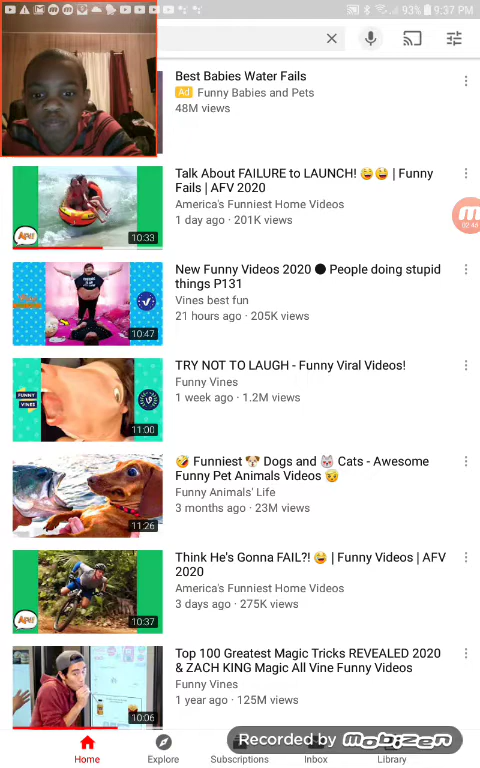 93% 9:37 PM
Best Babies Water Fails
Ad Funny Babies and Pets
48M views
Talk About FAILURE to LAUNCH! 😂😜 | Funny
Fails | AFV 2020
America's Funniest Home Videos
1 day ago · 201K views
AFV!
10:33
02:40
New Funny Videos 2020 ● People doing stupid
things P131
Vines best fun
21 hours ago · 205K views
10:47
TRY NOT TO LAUGH - Funny Viral Videos!
Funny Vines
1 week ago · 1.2M views
FUNNY
VINES
11:00
🤣 Funniest 🐶 Dogs and 🐱 Cats - Awesome
Funny Pet Animals Videos 😇
Funny Animals' Life
3 months ago · 23M views
11:26
Think He's Gonna FAIL?! 😂 | Funny Videos | AFV
2020
America's Funniest Home Videos
3 days ago · 275K views
AFV!
10:37
Top 100 Greatest Magic Tricks REVEALED 2020
& ZACH KING Magic All Vine Funny Videos
Funny Vines
1 year ago · 125M views
10:06
Recorded by mobizen
Home Explore Subscriptions Inbox Library